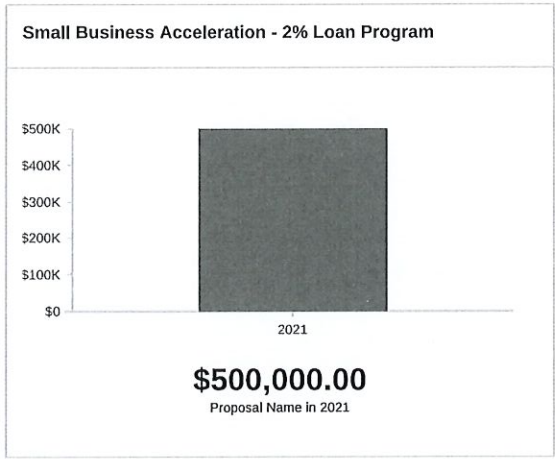 Small Business Acceleration - 2% Loan Program
$500K
$400K
$300K
$200K
$100K
$0
2021
$500,000.00
Proposal Name in 2021